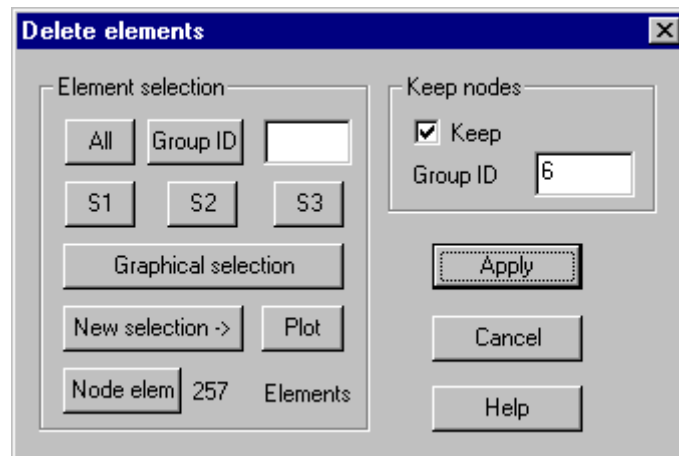 Delete elements
Element selection
All Group ID
S1 S2 S3
Graphical selection
New selection -> Plot
Node elem 257 Elements
Keep nodes
Keep
Group ID 6
Apply
Cancel
Help